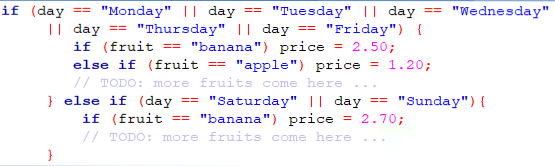 if (day == "Monday" || day == "Tuesday" || day == "Wednesday"
|| day == "Thursday" || day == "Friday") {
if (fruit == "banana") price = 2.50;
else if (fruit == "apple") price = 1.20;
// TODO: more fruits come here ...
} else if (day == "Saturday" || day == "Sunday"){
if (fruit == "banana") price = 2.70;
// TODO: more fruits come here ...
}